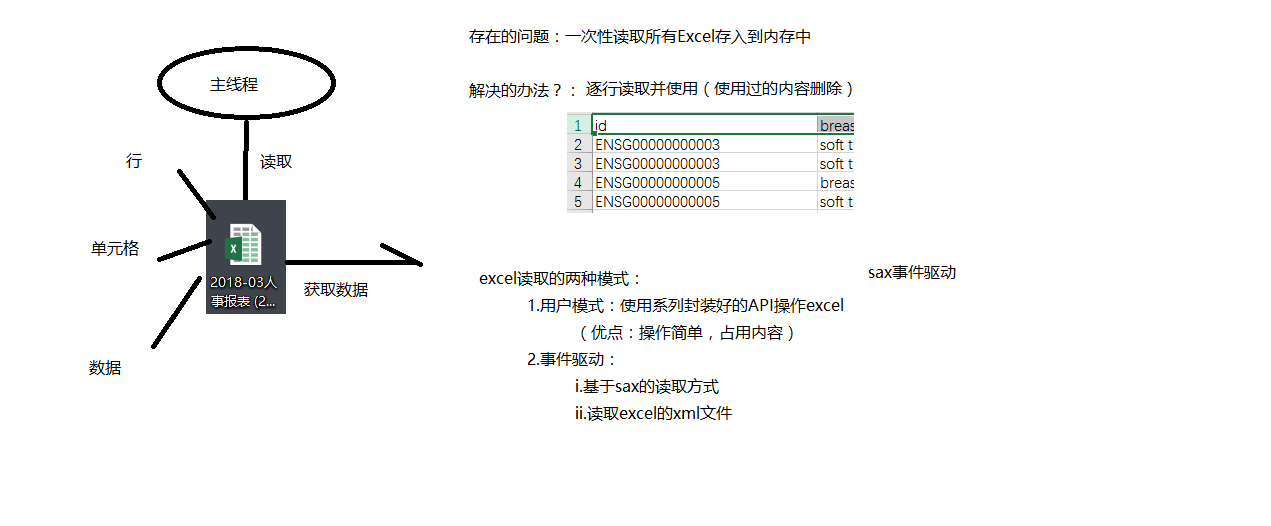 存在的问题：一次性读取所有Excel存入到内存中
主线程
解决的办法？： 逐行读取并使用（使用过的内容删除）
1 id breas
2 ENSG00000000003 soft t
3 ENSG00000000003 soft t
4 ENSG00000000005 breas
5 ENSG00000000005 soft t
行
读取
单元格
2018-03人
事报表 (2...
获取数据
数据
excel读取的两种模式：
1.用户模式：使用系列封装好的API操作excel
（优点：操作简单，占用内容）
2.事件驱动：
i.基于sax的读取方式
ii.读取excel的xml文件
sax事件驱动